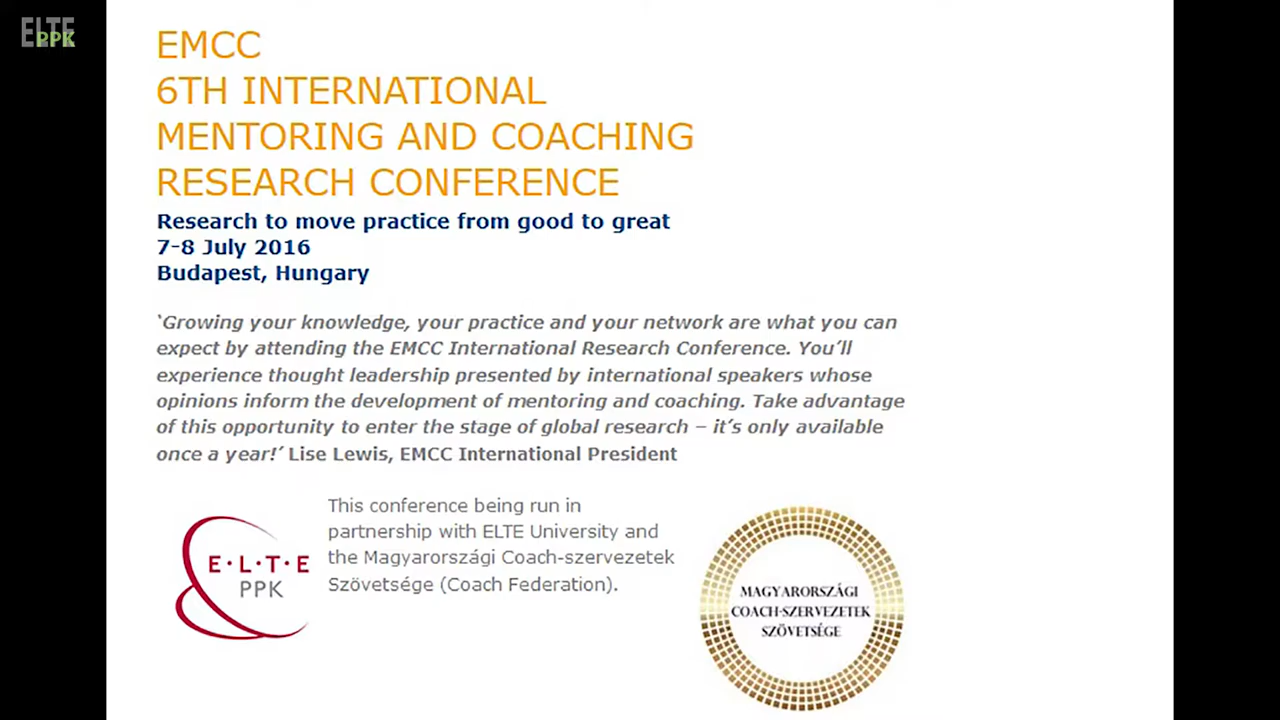 ELTE
PPK
EMCC
6TH INTERNATIONAL
MENTORING AND COACHING
RESEARCH CONFERENCE
Research to move practice from good to great
7-8 July 2016
Budapest, Hungary
‘Growing your knowledge, your practice and your network are what you can
expect by attending the EMCC International Research Conference. You’ll
experience thought leadership presented by international speakers whose
opinions inform the development of mentoring and coaching. Take advantage
of this opportunity to enter the stage of global research – it’s only available
once a year!’ Lise Lewis, EMCC International President
E·L·T·E
PPK
This conference being run in
partnership with ELTE University and
the Magyarországi Coach-szervezetek
Szövetsége (Coach Federation).
MAGYARORSZÁGI
COACH-SZERVEZETEK
SZÖVETSÉGE